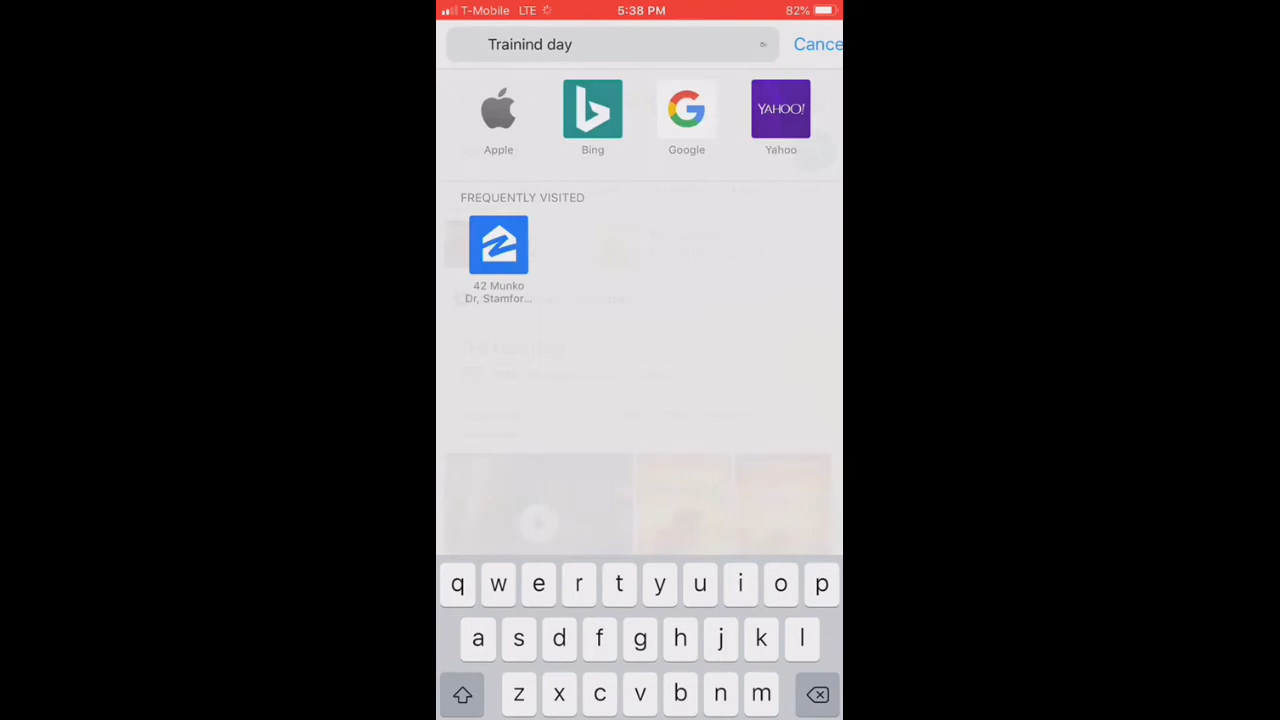 T-Mobile LTE 5:38 PM 82%
Trainind day Cance
YAHOO!
Apple Bing Google Yahoo
FREQUENTLY VISITED
42 Munko
Dr, Stamfor...
q w e r t y u i o p
a s d f g h j k l
z x c v b n m